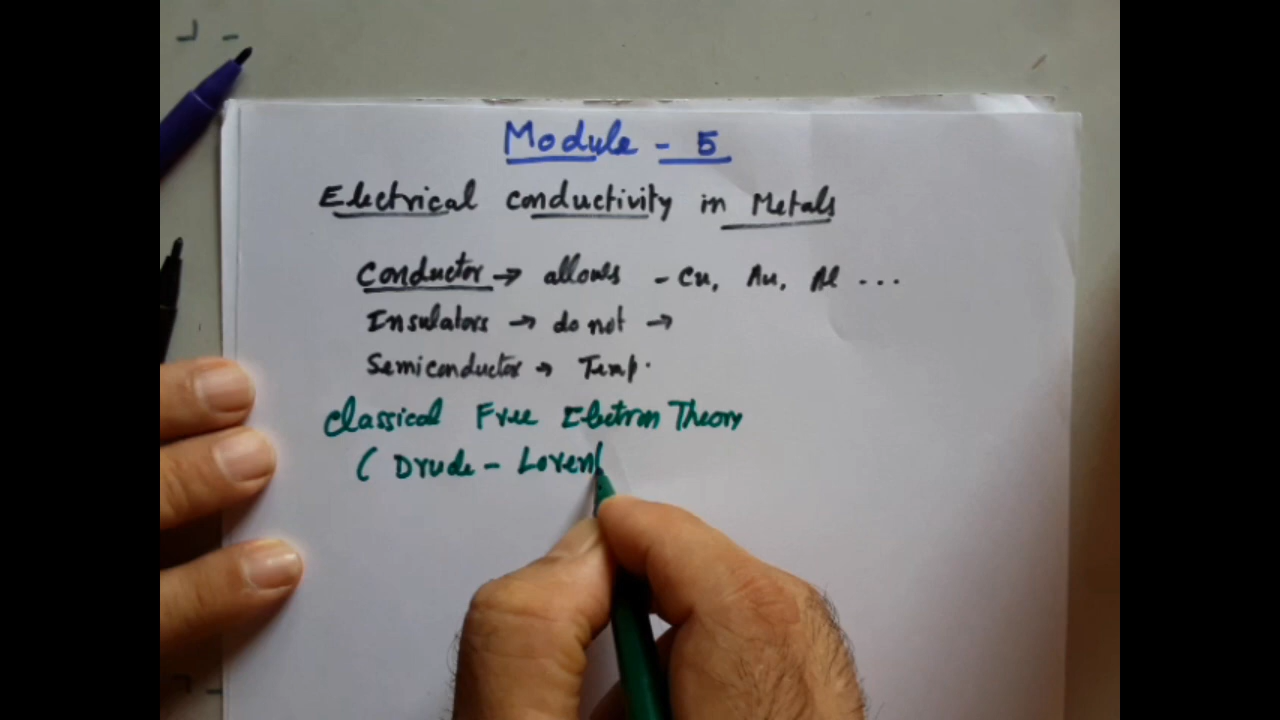 Module - 5
Electrical conductivity in Metals
Conductor → allows - Cu, Au, Al ...
Insulators → do not →
Semiconductor → Temp.
Classical Free Electron Theory
( Drude - Lorent